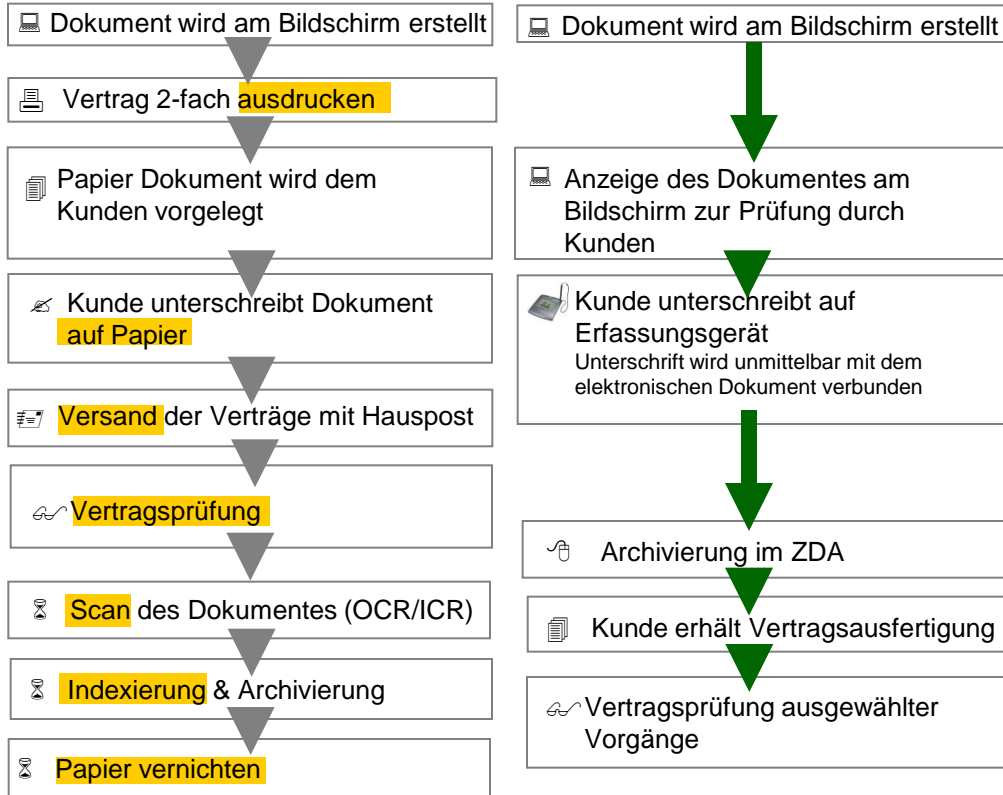 Dokument wird am Bildschirm erstellt
Vertrag 2-fach ausdrucken
Papier Dokument wird dem
Kunden vorgelegt
Kunde unterschreibt Dokument
auf Papier
Versand der Verträge mit Hauspost
Vertragsprüfung
Scan des Dokumentes (OCR/ICR)
Indexierung & Archivierung
Papier vernichten
Dokument wird am Bildschirm erstellt
Anzeige des Dokumentes am
Bildschirm zur Prüfung durch
Kunden
Kunde unterschreibt auf
Erfassungsgerät
Unterschrift wird unmittelbar mit dem
elektronischen Dokument verbunden
Archivierung im ZDA
Kunde erhält Vertragsausfertigung
Vertragsprüfung ausgewählter
Vorgänge